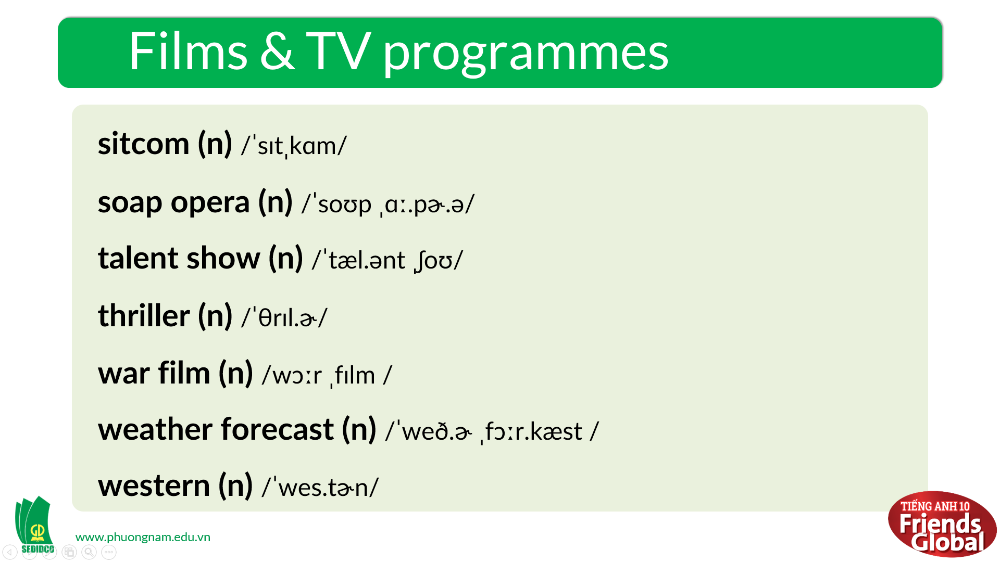 Films & TV programmes
sitcom (n) /ˈsɪtˌkɑm/
soap opera (n) /ˈsoʊp ˌɑː.pɚ.ə/
talent show (n) /ˈtæl.ənt ˌʃoʊ/
thriller (n) /ˈθrɪl.ɚ/
war film (n) /wɔːr ˌfɪlm /
weather forecast (n) /ˈweð.ɚ ˌfɔːr.kæst /
western (n) /ˈwes.tɚn/
GD
SEDIDCO
www.phuongnam.edu.vn
TIẾNG ANH 10
Friends
Global